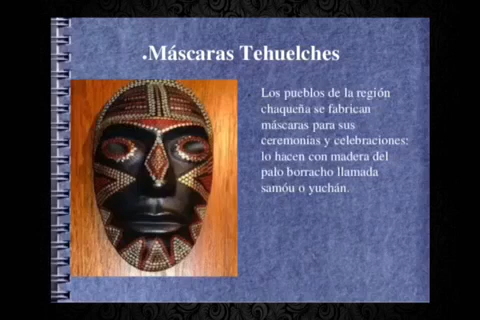 .Máscaras Tehuelches
Los pueblos de la región
chaqueña se fabrican
máscaras para sus
ceremonias y celebraciones:
lo hacen con madera del
palo borracho llamada
samóu o yuchán.